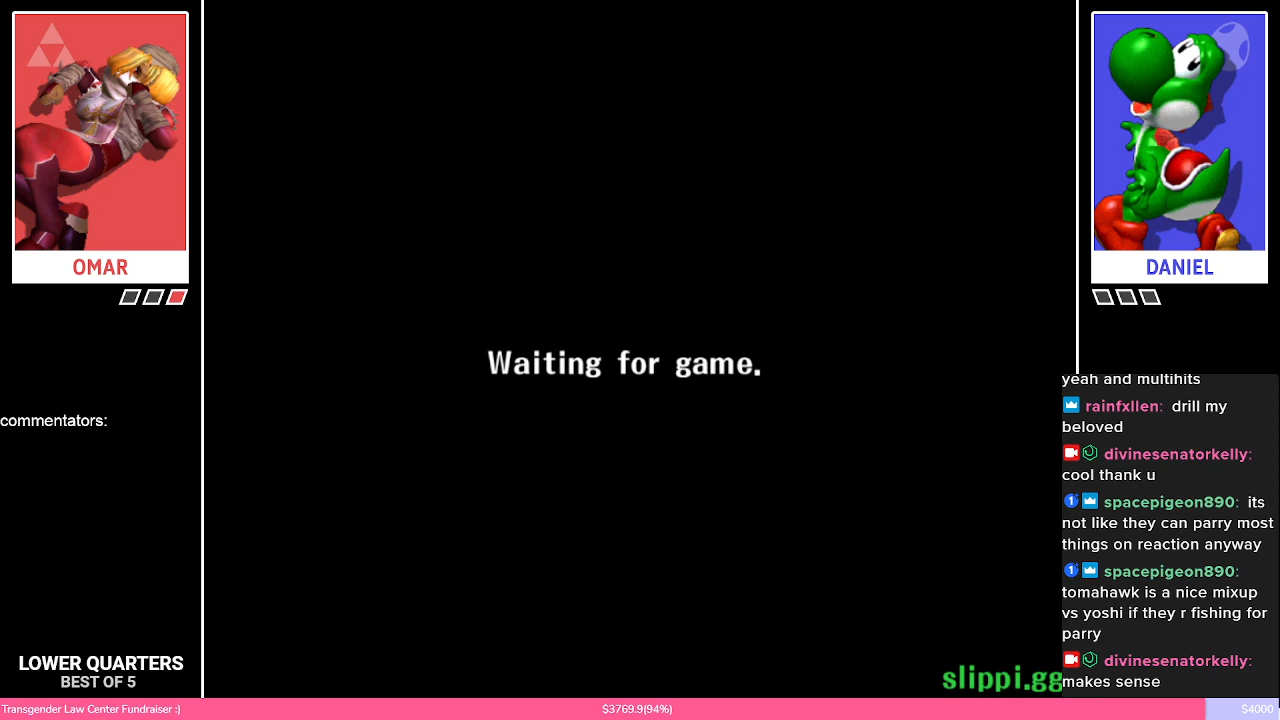 OMAR
DANIEL
Waiting for game.
commentators:
yeah and multihits
rainfxllen: drill my
beloved
divinesenatorkelly:
cool thank u
1 spacepigeon890: its
not like they can parry most
things on reaction anyway
1 spacepigeon890:
tomahawk is a nice mixup
vs yoshi if they r fishing for
parry
divinesenatorkelly:
makes sense
LOWER QUARTERS
BEST OF 5
slippi.gg
Transgender Law Center Fundraiser :)
$3769.9(94%)
$4000